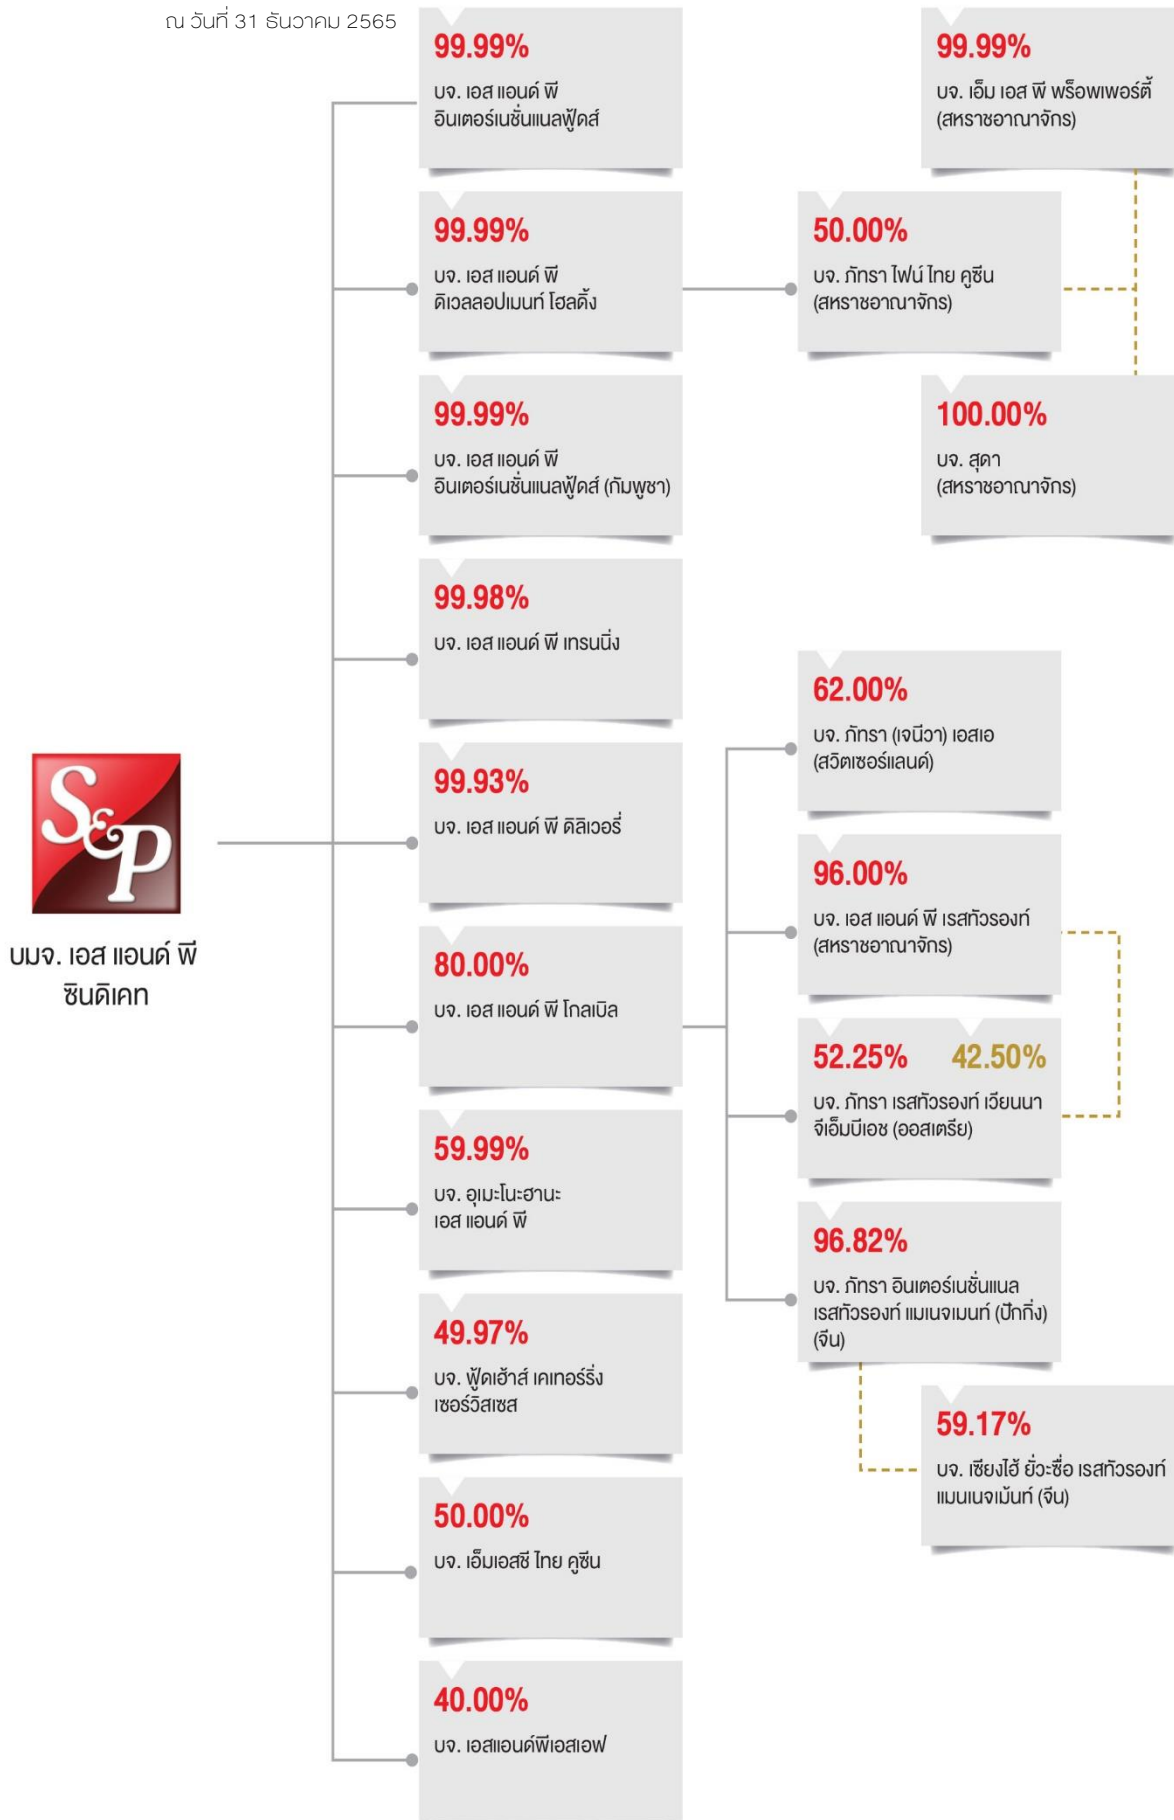 ณ วันที่ 31 ธันวาคม 2565
99.99%
บจ. เอส แอนด์ พี
อินเตอร์เนชั่นแนลฟู้ดส์
99.99%
บจ. เอ็ม เอส พี พร็อพเพอร์ตี้
(สหราชอาณาจักร)
99.99%
บจ. เอส แอนด์ พี
ดิเวลลอปเมนท์ โฮลดิ้ง
50.00%
บจ. ภัทรา ไฟน์ ไทย คูซีน
(สหราชอาณาจักร)
99.99%
บจ. เอส แอนด์ พี
อินเตอร์เนชั่นแนลฟู้ดส์ (กัมพูชา)
100.00%
บจ. สุดา
(สหราชอาณาจักร)
99.98%
บจ. เอส แอนด์ พี เทรนนิ่ง
62.00%
บจ. ภัทรา (เจนีวา) เอสเอ
(สวิตเซอร์แลนด์)
S&P
บมจ. เอส แอนด์ พี
ซินดิเคท
99.93%
บจ. เอส แอนด์ พี ดิลิเวอรี่
96.00%
บจ. เอส แอนด์ พี เรสทัวรองท์
(สหราชอาณาจักร)
80.00%
บจ. เอส แอนด์ พี โกลเบิล
52.25% 42.50%
บจ. ภัทรา เรสทัวรองท์ เวียนนา
จีเอ็มบีเอช (ออสเตรีย)
59.99%
บจ. อุเมะโนะฮานะ
เอส แอนด์ พี
96.82%
บจ. ภัทรา อินเตอร์เนชั่นแนล
เรสทัวรองท์ แมเนจเมนท์ (ปักกิ่ง)
(จีน)
49.97%
บจ. ฟู้ดเฮ้าส์ เคเทอร์ริ่ง
เซอร์วิสเซส
59.17%
บจ. เซียงไฮ้ ยั่วะซื่อ เรสทัวรองท์
แมนเนจเม้นท์ (จีน)
50.00%
บจ. เอ็มเอสซี ไทย คูซีน
40.00%
บจ. เอสแอนด์พีเอสเอฟ